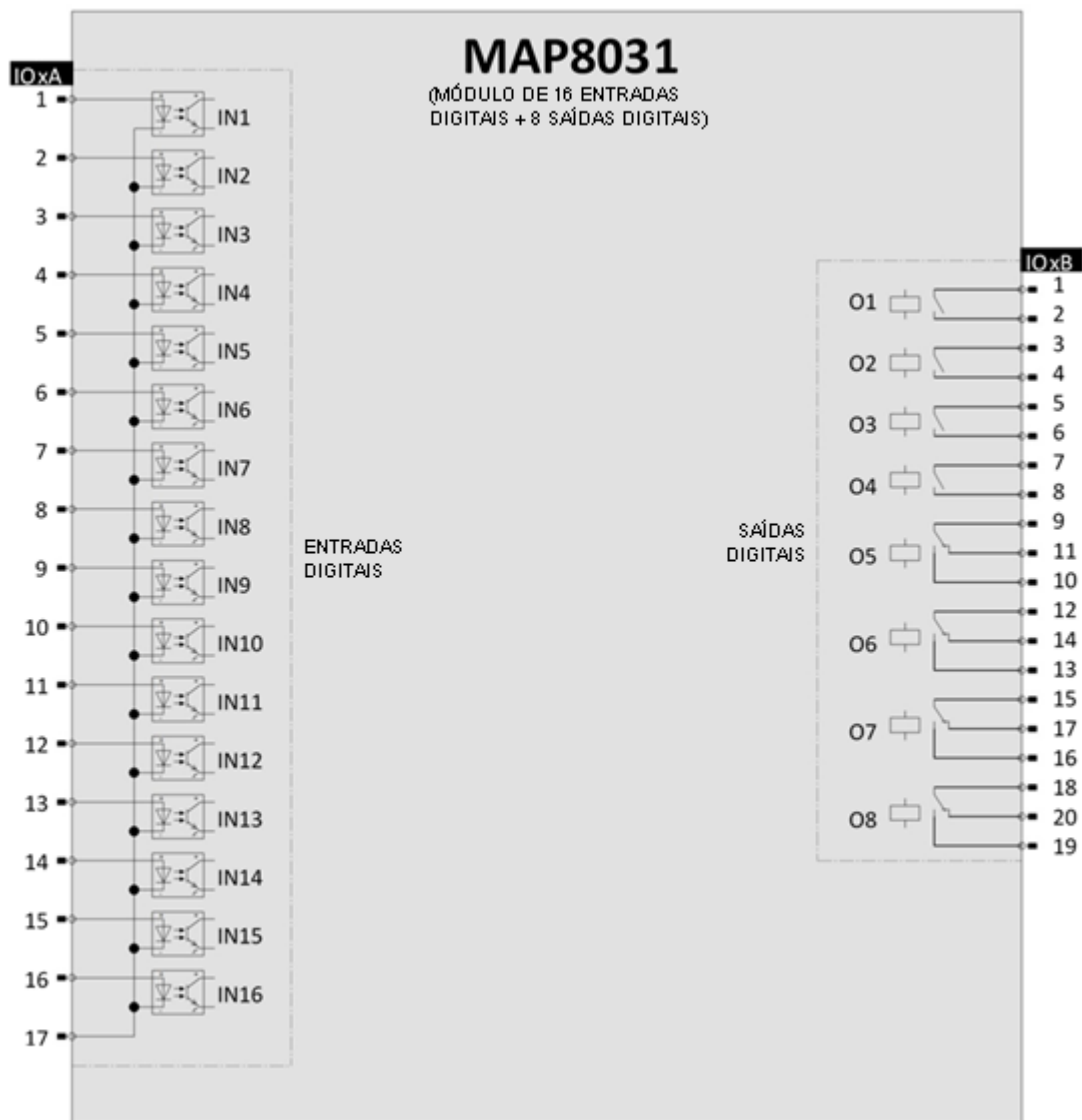 MAP8031
(MÓDULO DE 16 ENTRADAS
DIGITAIS + 8 SAÍDAS DIGITAIS)
IOxA
1
IN1
2
IN2
3
IN3
4
IN4
5
IN5
6
IN6
7
IN7
8
IN8
9
IN9
10
IN10
11
IN11
12
IN12
13
IN13
14
IN14
15
IN15
16
IN16
17
ENTRADAS
DIGITAIS
SAÍDAS
DIGITAIS
IOxB
O1
1
2
O2
3
4
O3
5
6
O4
7
8
O5
9
11
10
O6
12
14
13
O7
15
17
16
O8
18
20
19